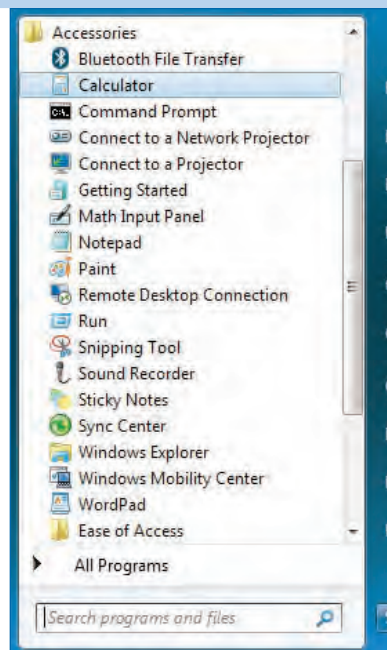 Accessories
Bluetooth File Transfer
Calculator
Command Prompt
Connect to a Network Projector
Connect to a Projector
Getting Started
Math Input Panel
Notepad
Paint
Remote Desktop Connection
Run
Snipping Tool
Sound Recorder
Sticky Notes
Sync Center
Windows Explorer
Windows Mobility Center
WordPad
Ease of Access
All Programs
Search programs and files